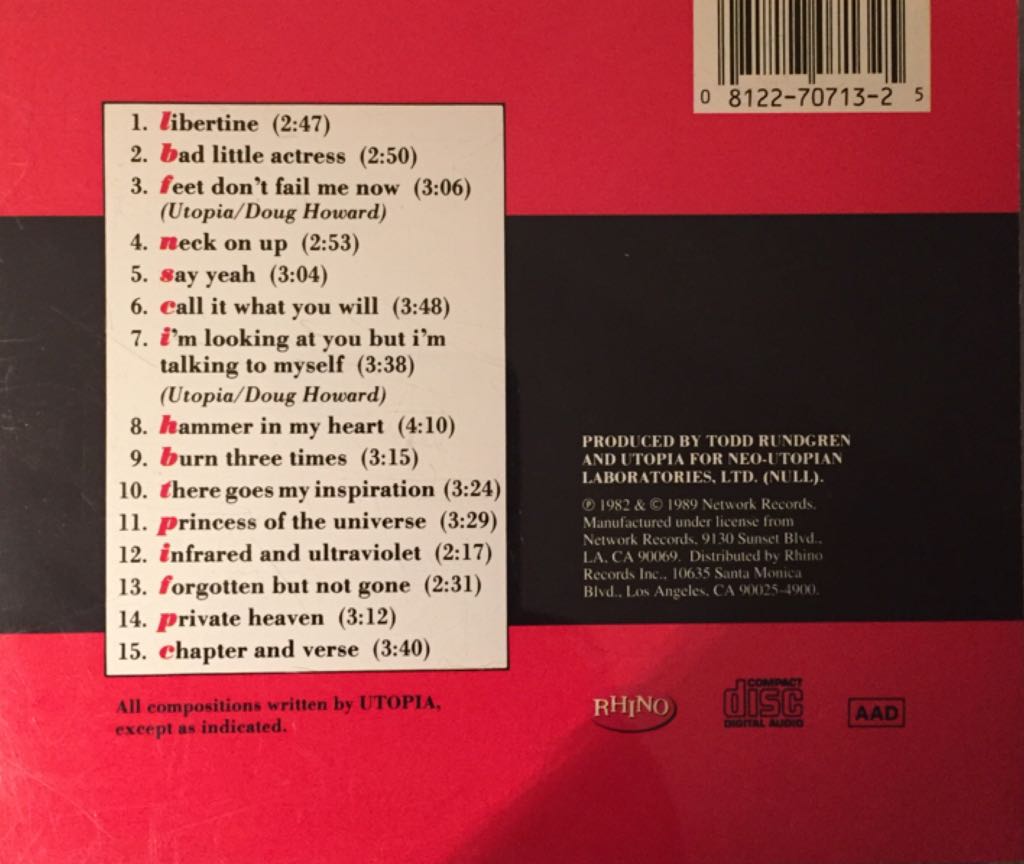 0 8122-70713-2 5
1. libertine (2:47)
2. bad little actress (2:50)
3. feet don't fail me now (3:06)
(Utopia/Doug Howard)
4. neck on up (2:53)
5. say yeah (3:04)
6. call it what you will (3:48)
7. i'm looking at you but i'm
talking to myself (3:38)
(Utopia/Doug Howard)
8. hammer in my heart (4:10)
9. burn three times (3:15)
10. there goes my inspiration (3:24)
11. princess of the universe (3:29)
12. infrared and ultraviolet (2:17)
13. forgotten but not gone (2:31)
14. private heaven (3:12)
15. chapter and verse (3:40)
All compositions written by UTOPIA,
except as indicated.
PRODUCED BY TODD RUNDGREN
AND UTOPIA FOR NEO-UTOPIAN
LABORATORIES, LTD. (NULL).
℗ 1982 & © 1989 Network Records.
Manufactured under license from
Network Records, 9130 Sunset Blvd.,
LA, CA 90069. Distributed by Rhino
Records Inc., 10635 Santa Monica
Blvd., Los Angeles, CA 90025-4900.
RHINO
COMPACT
disc
DIGITAL AUDIO
AAD